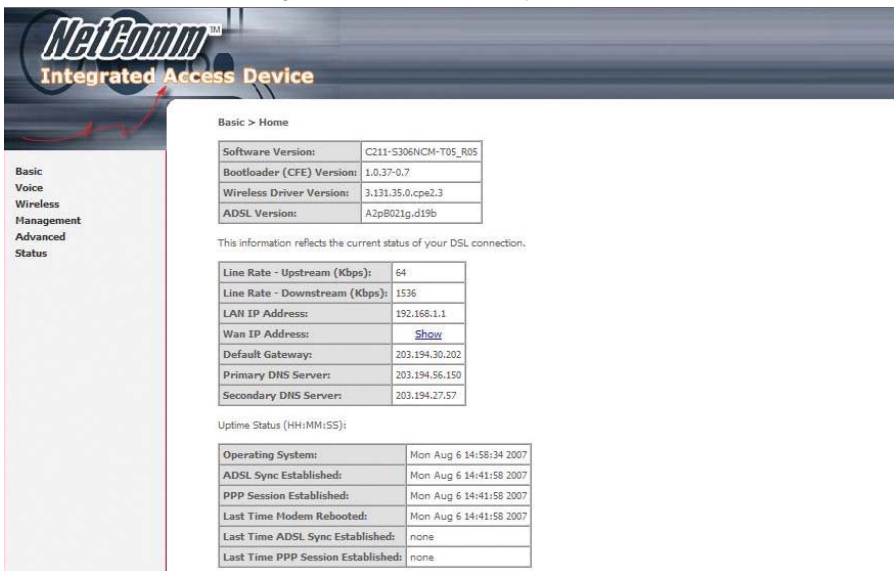 NetComm TM
Integrated Access Device
Basic > Home
Basic
Voice
Wireless
Management
Advanced
Status
Software Version: C211-S306NCM-T05_R05
Bootloader (CFE) Version: 1.0.37-0.7
Wireless Driver Version: 3.131.35.0.cpe2.3
ADSL Version: A2pB021g.d19b
This information reflects the current status of your DSL connection.
Line Rate - Upstream (Kbps): 64
Line Rate - Downstream (Kbps): 1536
LAN IP Address: 192.168.1.1
Wan IP Address: Show
Default Gateway: 203.194.30.202
Primary DNS Server: 203.194.56.150
Secondary DNS Server: 203.194.27.57
Uptime Status (HH:MM:SS):
Operating System: Mon Aug 6 14:58:34 2007
ADSL Sync Established: Mon Aug 6 14:41:58 2007
PPP Session Established: Mon Aug 6 14:41:58 2007
Last Time Modem Rebooted: Mon Aug 6 14:41:58 2007
Last Time ADSL Sync Established: none
Last Time PPP Session Established: none